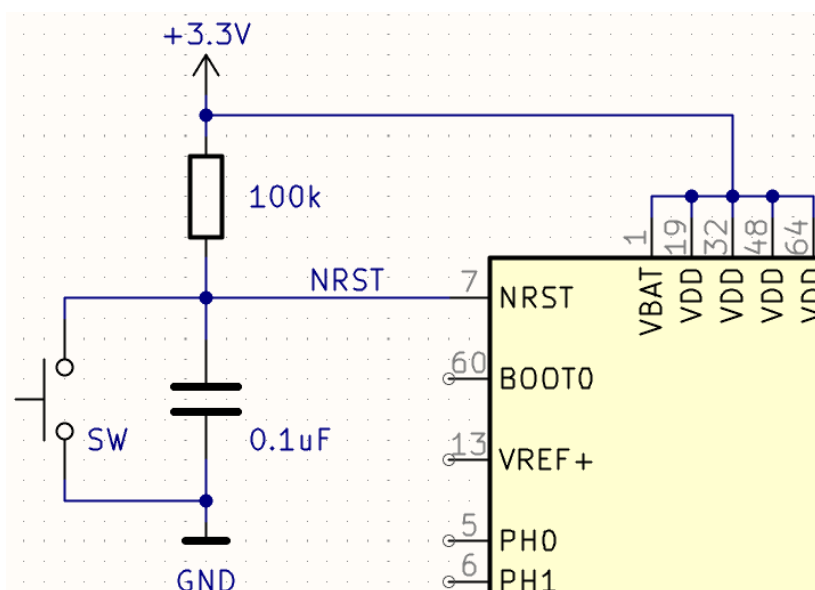 +3.3V
100k
NRST
7
NRST
1
19
32
48
64
VBAT
VDD
VDD
VDD
VDD
60
BOOT0
SW
0.1uF
13
VREF+
5
PH0
GND
6
PH1